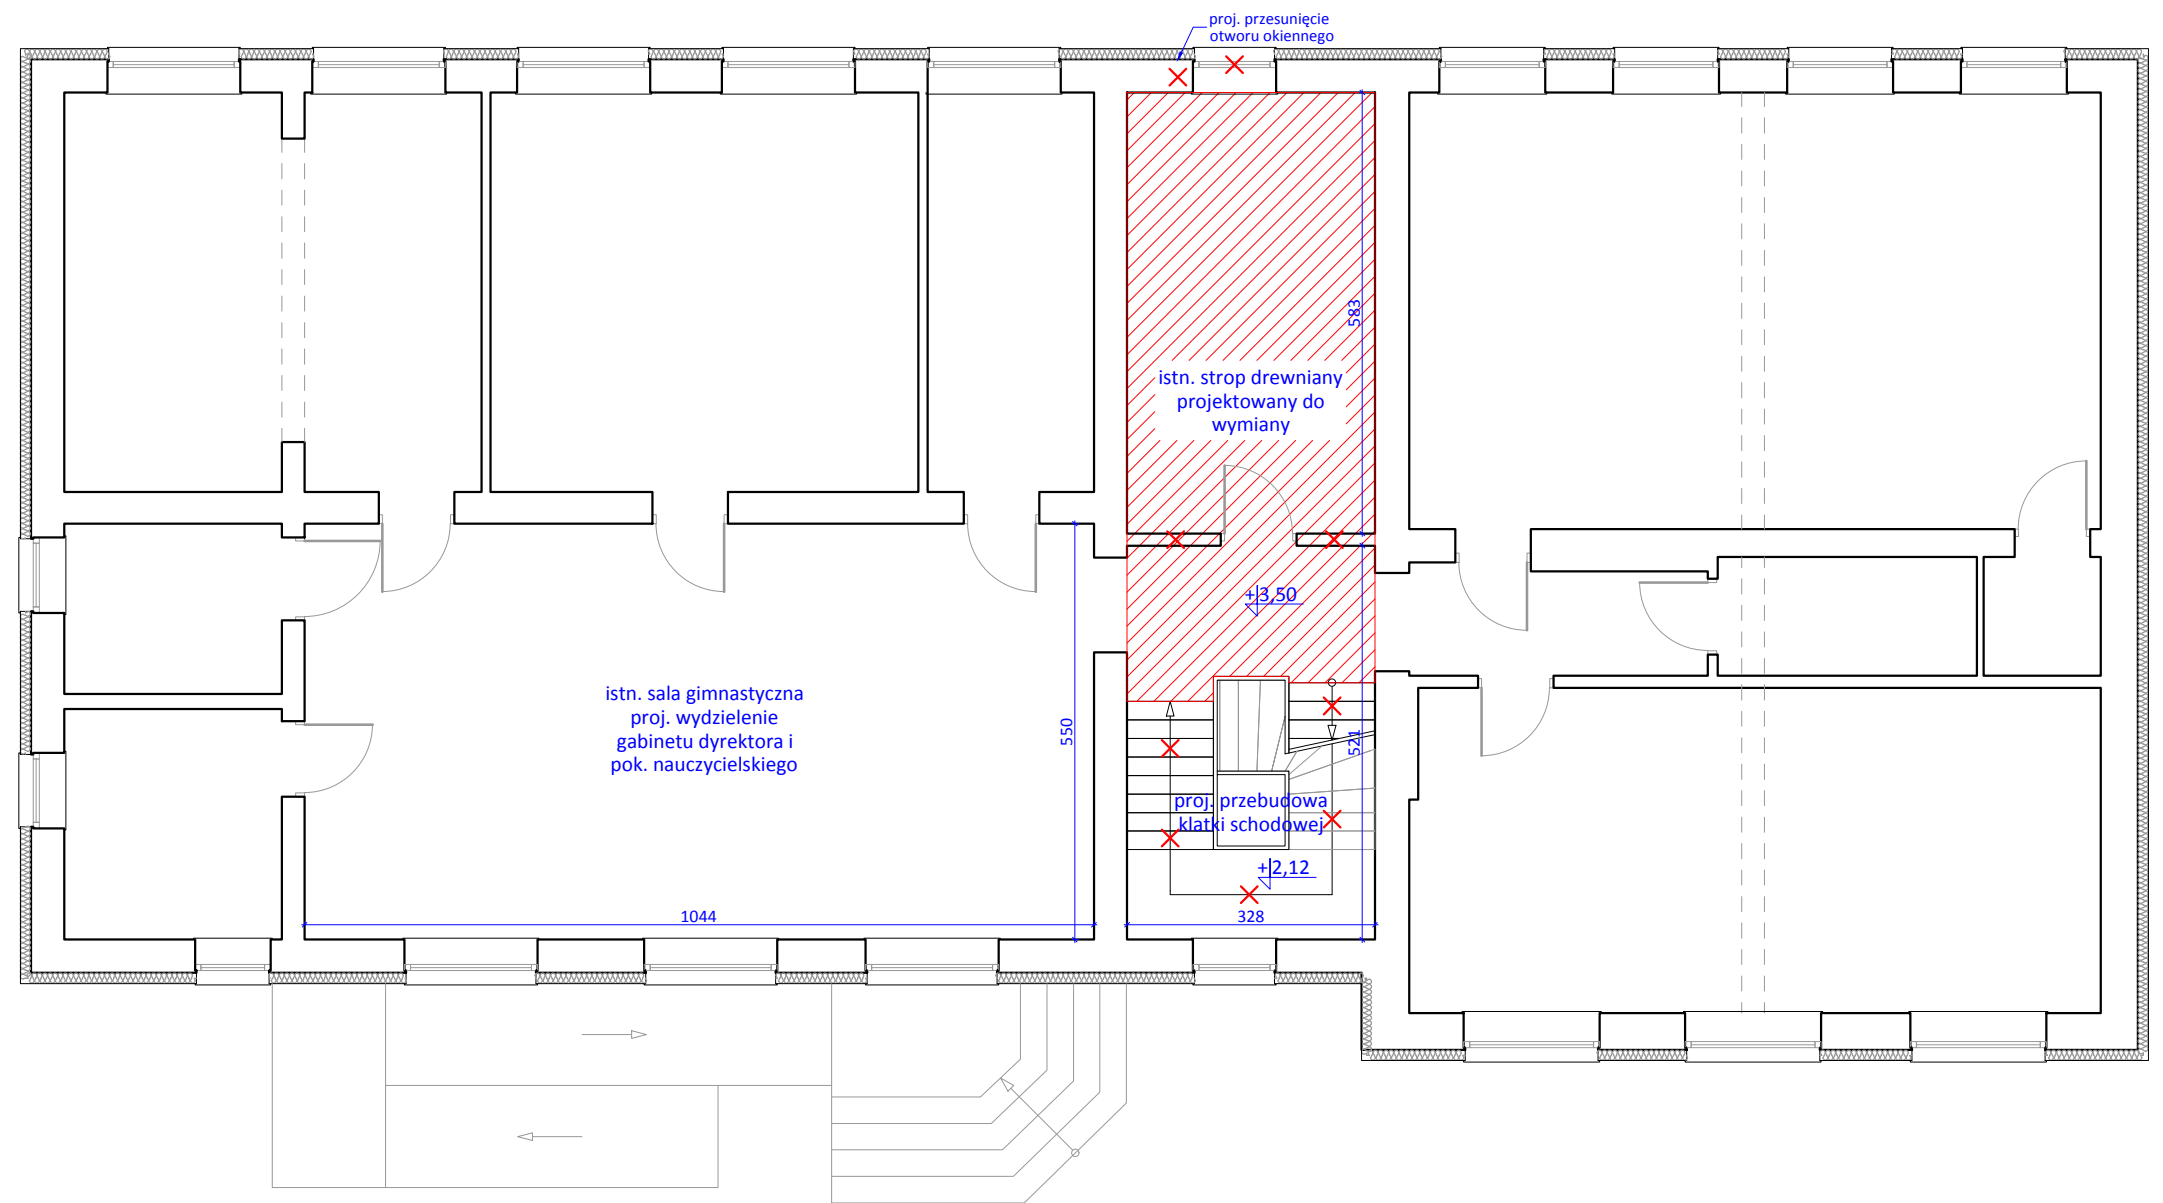 proj. przesunięcie
otworu okiennego
583
istn. strop drewniany
projektowany do
wymiany
+3,50
istn. sala gimnastyczna
proj. wydzielenie
gabinetu dyrektora i
pok. nauczycielskiego
550
521
proj. przebudowa
klatki schodowej
+2,12
1044
328